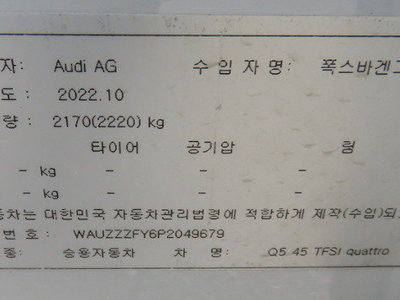 자: Audi AG 수 입 자 명: 폭스바겐그
도 : 2022.10
량 : 2170(2220) kg
타이어 공기압 림
- kg - - -
- kg - - -
동차는 대한민국 자동차관리법령에 적합하게 제작(수입)되
번 호 : WAUZZZFY6P2049679
종: 승용자동차 차 명: Q5 45 TFSI quattro